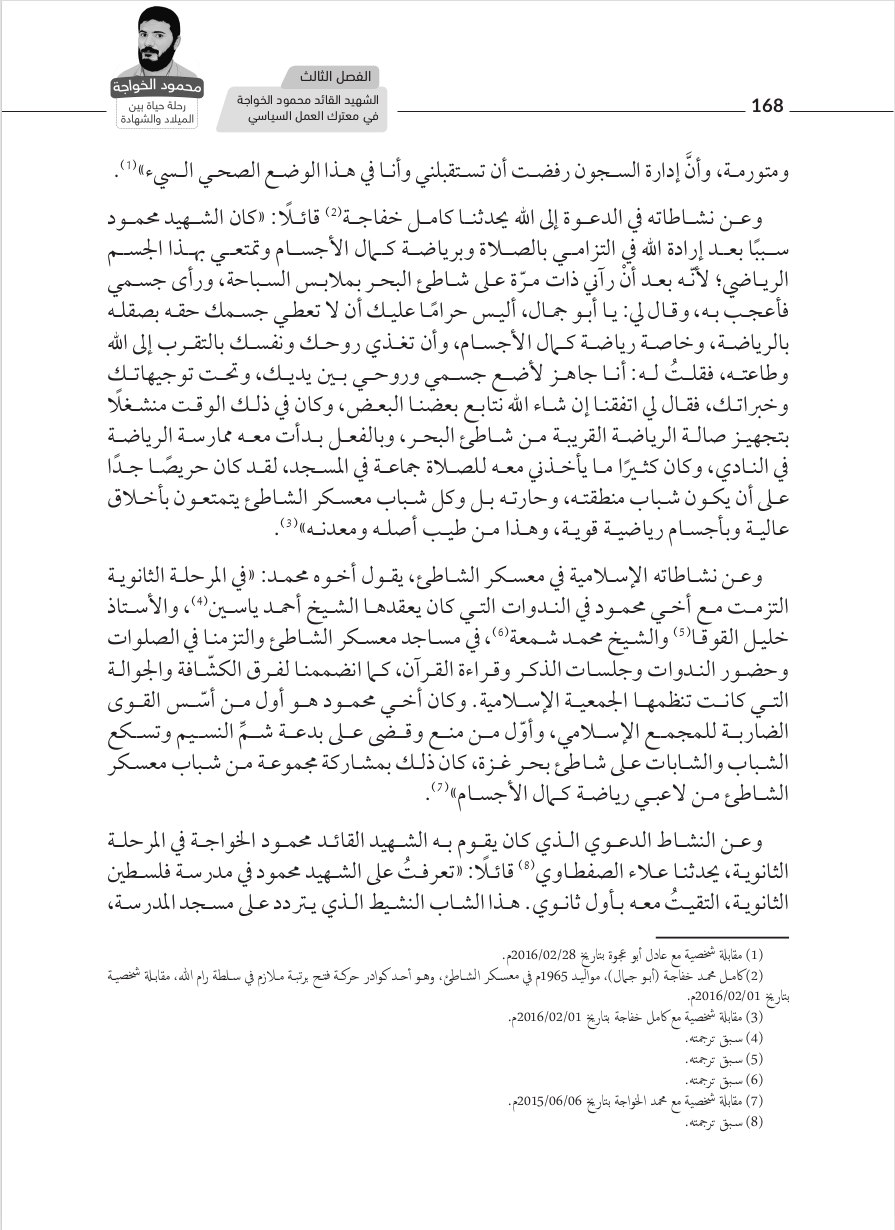 محمود الخواجة
رحلة حياة بين
الميلاد والشهادة
الفصل الثالث
الشهيد القائد محمود الخواجة
في معترك العمل السياسي
168
ومتورمة، وأنَّ إدارة السجون رفضت أن تستقبلني وأنا في هذا الوضع الصحي السيء»(1).
وعن نشاطاته في الدعوة إلى الله يحدثنا كامل خفاجة(2) قائلًا: «كان الشهيد محمود
سببًا بعد إرادة الله في التزامي بالصلاة وبرياضة كمال الأجسام وتمتعي بهذا الجسم
الرياضي؛ لأنّه بعد أنْ رآني ذات مرّة على شاطئ البحر بملابس السباحة، ورأى جسمي
فأعجب به، وقال لي: يا أبو جمال، أليس حرامًا عليك أن لا تعطي جسمك حقه بصقله
بالرياضة، وخاصة رياضة كمال الأجسام، وأن تغذي روحك ونفسك بالتقرب إلى الله
وطاعته، فقلتُ له: أنا جاهز لأضع جسمي وروحي بين يديك، وتحت توجيهاتك
وخبراتك، فقال لي اتفقنا إن شاء الله نتابع بعضنا البعض، وكان في ذلك الوقت منشغلًا
بتجهيز صالة الرياضة القريبة من شاطئ البحر، وبالفعل بدأت معه ممارسة الرياضة
في النادي، وكان كثيرًا ما يأخذني معه للصلاة جماعة في المسجد، لقد كان حريصًا جدًا
على أن يكون شباب منطقته، وحارته بل وكل شباب معسكر الشاطئ يتمتعون بأخلاق
عالية وبأجسام رياضية قوية، وهذا من طيب أصله ومعدنه»(3).
وعن نشاطاته الإسلامية في معسكر الشاطئ، يقول أخوه محمد: «في المرحلة الثانوية
التزمت مع أخي محمود في الندوات التي كان يعقدها الشيخ أحمد ياسين(4)، والأستاذ
خليل القوقا(5) والشيخ محمد شمعة(6)، في مساجد معسكر الشاطئ والتزمنا في الصلوات
وحضور الندوات وجلسات الذكر وقراءة القرآن، كما انضممنا لفرق الكشّافة والجوالة
التي كانت تنظمها الجمعية الإسلامية. وكان أخي محمود هو أول من أسّس القوى
الضاربة للمجمع الإسلامي، وأوّل من منع وقضى على بدعة شمِّ النسيم وتسكع
الشباب والشابات على شاطئ بحر غزة، كان ذلك بمشاركة مجموعة من شباب معسكر
الشاطئ من لاعبي رياضة كمال الأجسام»(7).
وعن النشاط الدعوي الذي كان يقوم به الشهيد القائد محمود الخواجة في المرحلة
الثانوية، يحدثنا علاء الصفطاوي(8) قائلًا: «تعرفتُ على الشهيد محمود في مدرسة فلسطين
الثانوية، التقيتُ معه بأول ثانوي. هذا الشاب النشيط الذي يتردد على مسجد المدرسة،
(1) مقابلة شخصية مع عادل أبو عجوة بتاريخ 2016/02/28م.
(2)كامل محمد خفاجة (أبو جمال)، مواليد 1965م في معسكر الشاطئ، وهو أحد كوادر حركة فتح برتبة ملازم في سلطة رام الله، مقابلة شخصية
بتاريخ 2016/02/01م.
(3) مقابلة شخصية مع كامل خفاجة بتاريخ 2016/02/01م.
(4) سبق ترجمته.
(5) سبق ترجمته.
(6) سبق ترجمته.
(7) مقابلة شخصية مع محمد الخواجة بتاريخ 2015/06/06م.
(8) سبق ترجمته.